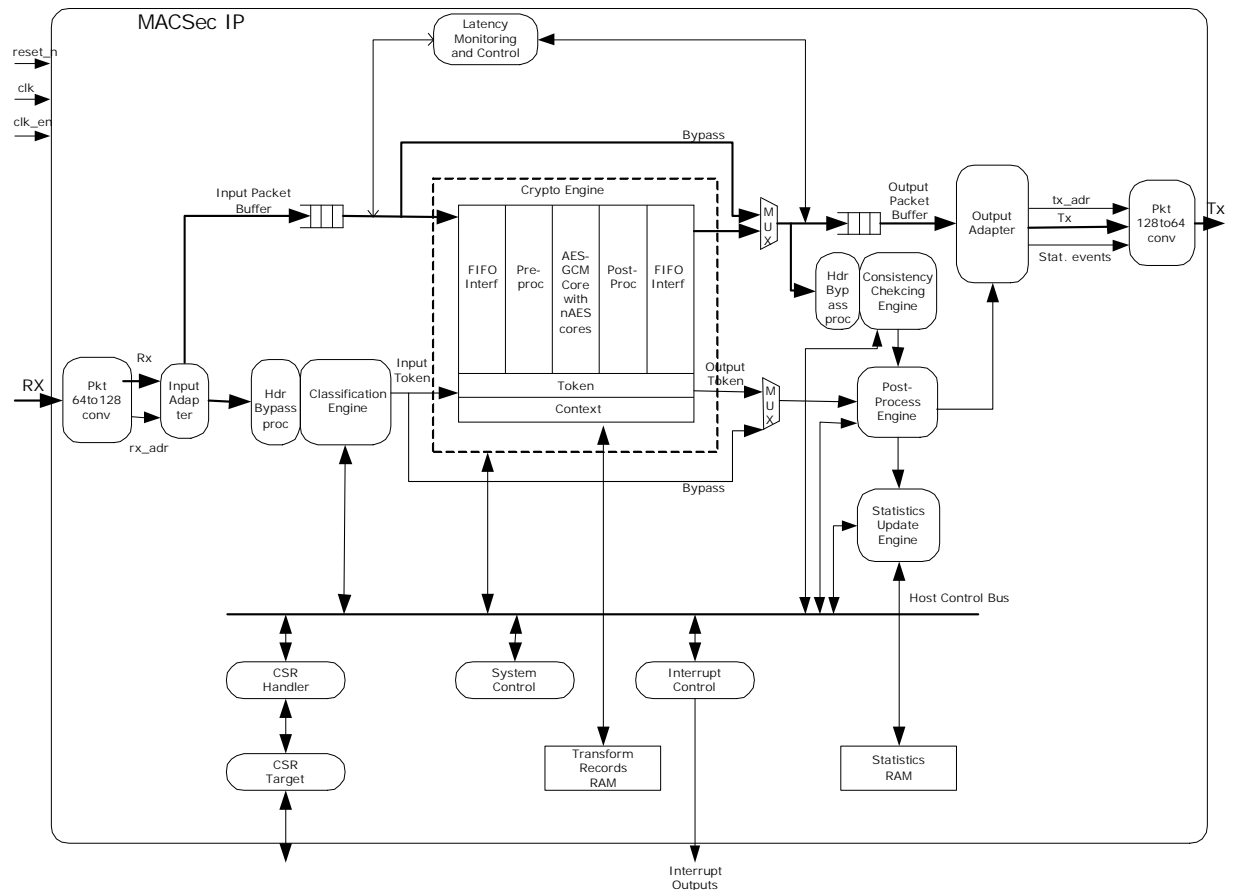 MACSec IP
Latency
Monitoring
and Control
reset_n
clk
clk_en
Bypass
Input Packet
Buffer
Crypto Engine
M
U
X
Output
Packet
Buffer
Output
Adapter
tx_adr
Tx
Stat. events
Pkt
128to64
conv
Tx
FIFO
Interf
Pre-
proc
AES-
GCM
Core
with
nAES
cores
Post-
Proc
FIFO
Interf
Hdr
Byp
ass
proc
Consistency
Chekcing
Engine
RX
Pkt
64to128
conv
Rx
rx_adr
Input
Adap
ter
Hdr
Bypass
proc
Classification
Engine
Input
Token
Token
Context
Output
Token
M
U
X
Post-
Process
Engine
Bypass
Statistics
Update
Engine
Host Control Bus
CSR
Handler
System
Control
Interrupt
Control
CSR
Target
Transform
Records
RAM
Statistics
RAM
Interrupt
Outputs